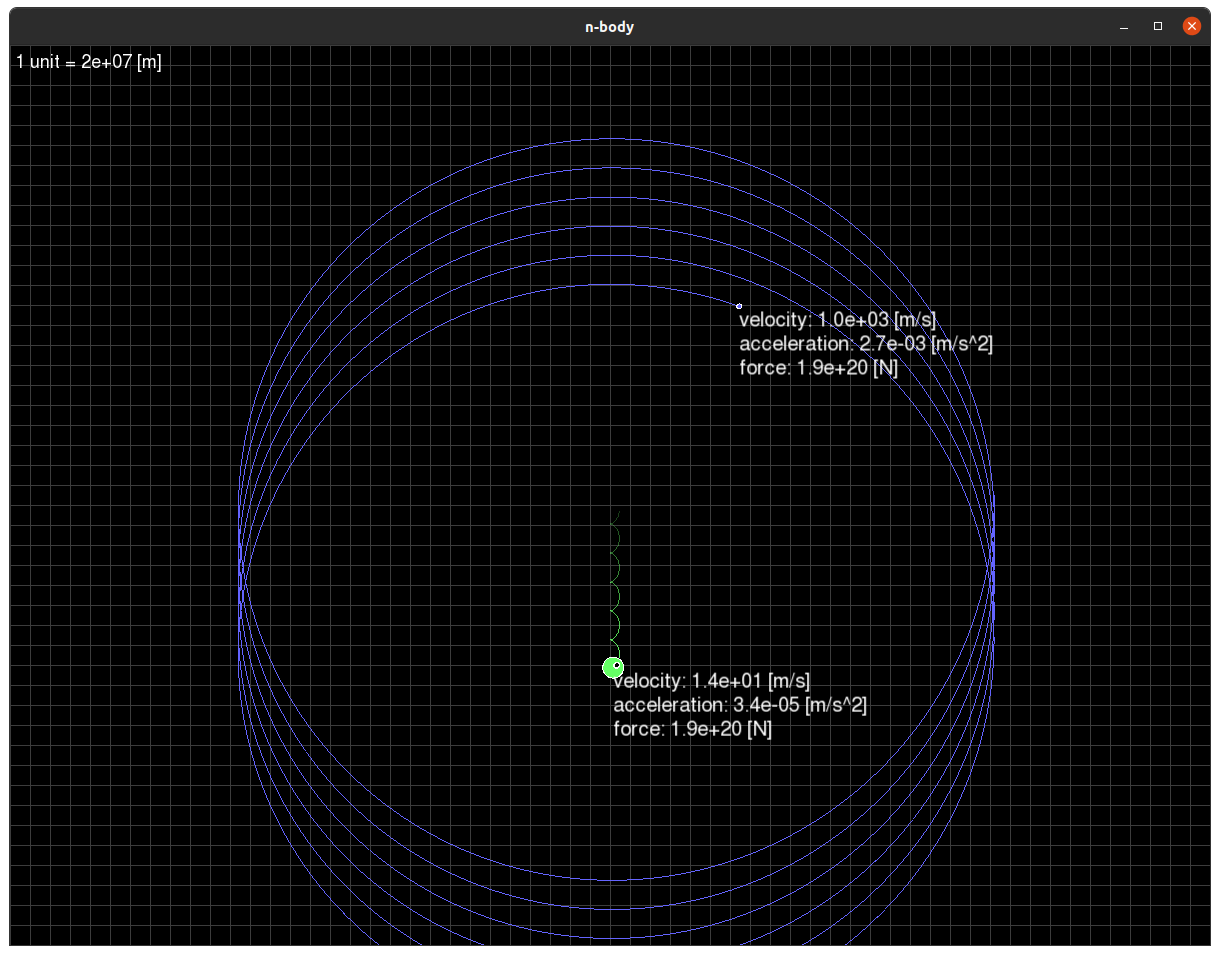 n-body
1 unit = 2e+07 [m]
velocity: 1.0e+03 [m/s]
acceleration: 2.7e-03 [m/s^2]
force: 1.9e+20 [N]
velocity: 1.4e+01 [m/s]
acceleration: 3.4e-05 [m/s^2]
force: 1.9e+20 [N]